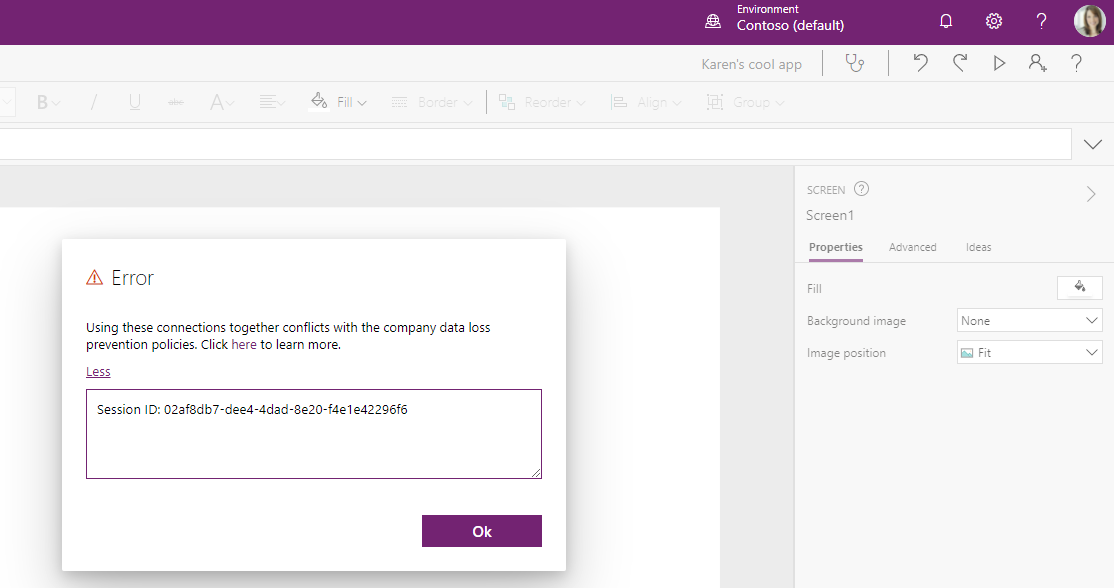 Environment
Contoso (default)
Karen's cool app
B
/
U
abc
A
Fill
Border
Reorder
Align
Group
SCREEN
Screen1
Properties
Advanced
Ideas
Fill
Background image
None
Image position
Fit
Error
Using these connections together conflicts with the company data loss
prevention policies. Click here to learn more.
Less
Session ID: 02af8db7-dee4-4dad-8e20-f4e1e42296f6
Ok